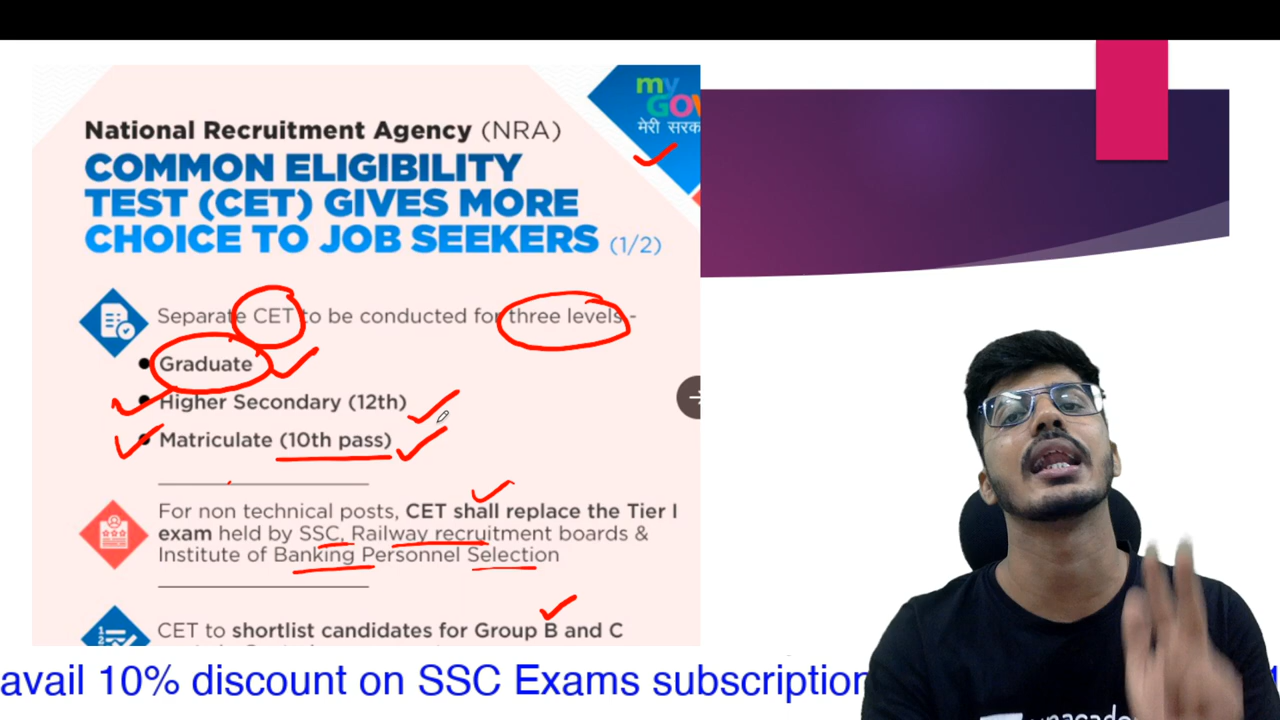 my
GOV
मेरी सरक
National Recruitment Agency (NRA)
COMMON ELIGIBILITY
TEST (CET) GIVES MORE
CHOICE TO JOB SEEKERS (1/2)
Separate CET to be conducted for three levels -
• Graduate
• Higher Secondary (12th)
• Matriculate (10th pass)
For non technical posts, CET shall replace the Tier I
exam held by SSC, Railway recruitment boards &
Institute of Banking Personnel Selection
CET to shortlist candidates for Group B and C
avail 10% discount on SSC Exams subscription